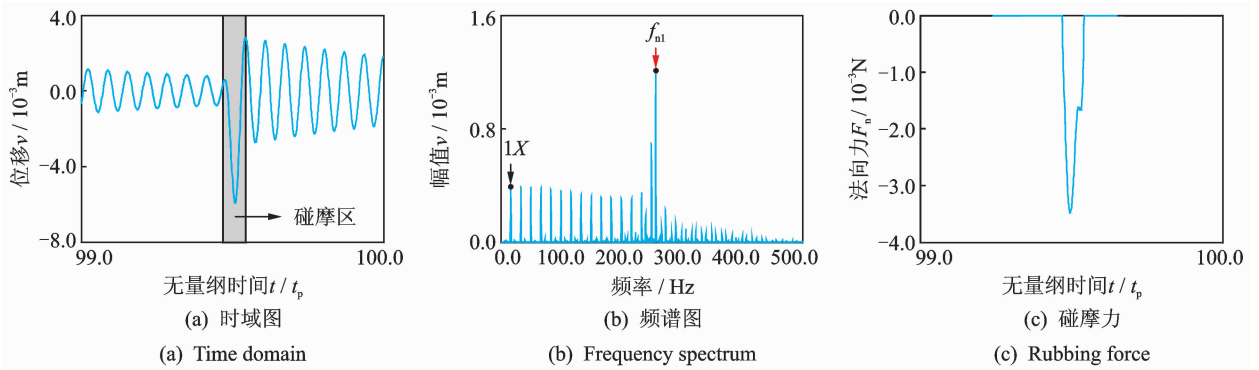 4.0
0.0
−4.0
−8.0
99.0
100.0
位移v / 10⁻³m
碰摩区
无量纲时间t / tₚ
(a) 时域图
(a) Time domain
1.6
0.8
0.0
0.0
100.0
200.0
300.0
400.0
500.0
幅值v / 10⁻³m
1X
fₙ₁
频率 / Hz
(b) 频谱图
(b) Frequency spectrum
0.0
−1.0
−2.0
−3.0
−4.0
99.0
100.0
法向力Fₙ / 10⁻³N
无量纲时间t / tₚ
(c) 碰摩力
(c) Rubbing force